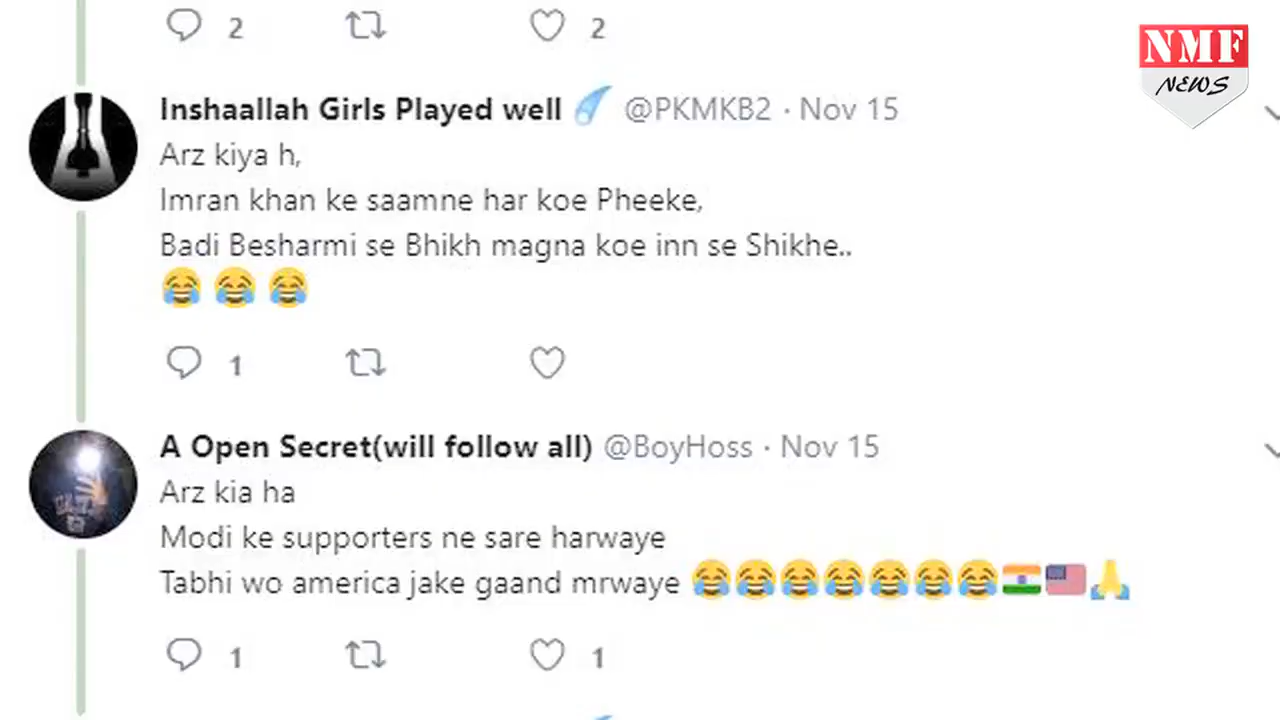 2 2
NMF
NEWS
Inshaallah Girls Played well ☄️ @PKMKB2 · Nov 15
Arz kiya h,
Imran khan ke saamne har koe Pheeke,
Badi Besharmi se Bhikh magna koe inn se Shikhe..
😂 😂 😂
1
A Open Secret(will follow all) @BoyHoss · Nov 15
Arz kia ha
Modi ke supporters ne sare harwaye
Tabhi wo america jake gaand mrwaye 😂😂😂😂😂😂😂🇮🇳🇺🇸🙏
1 1